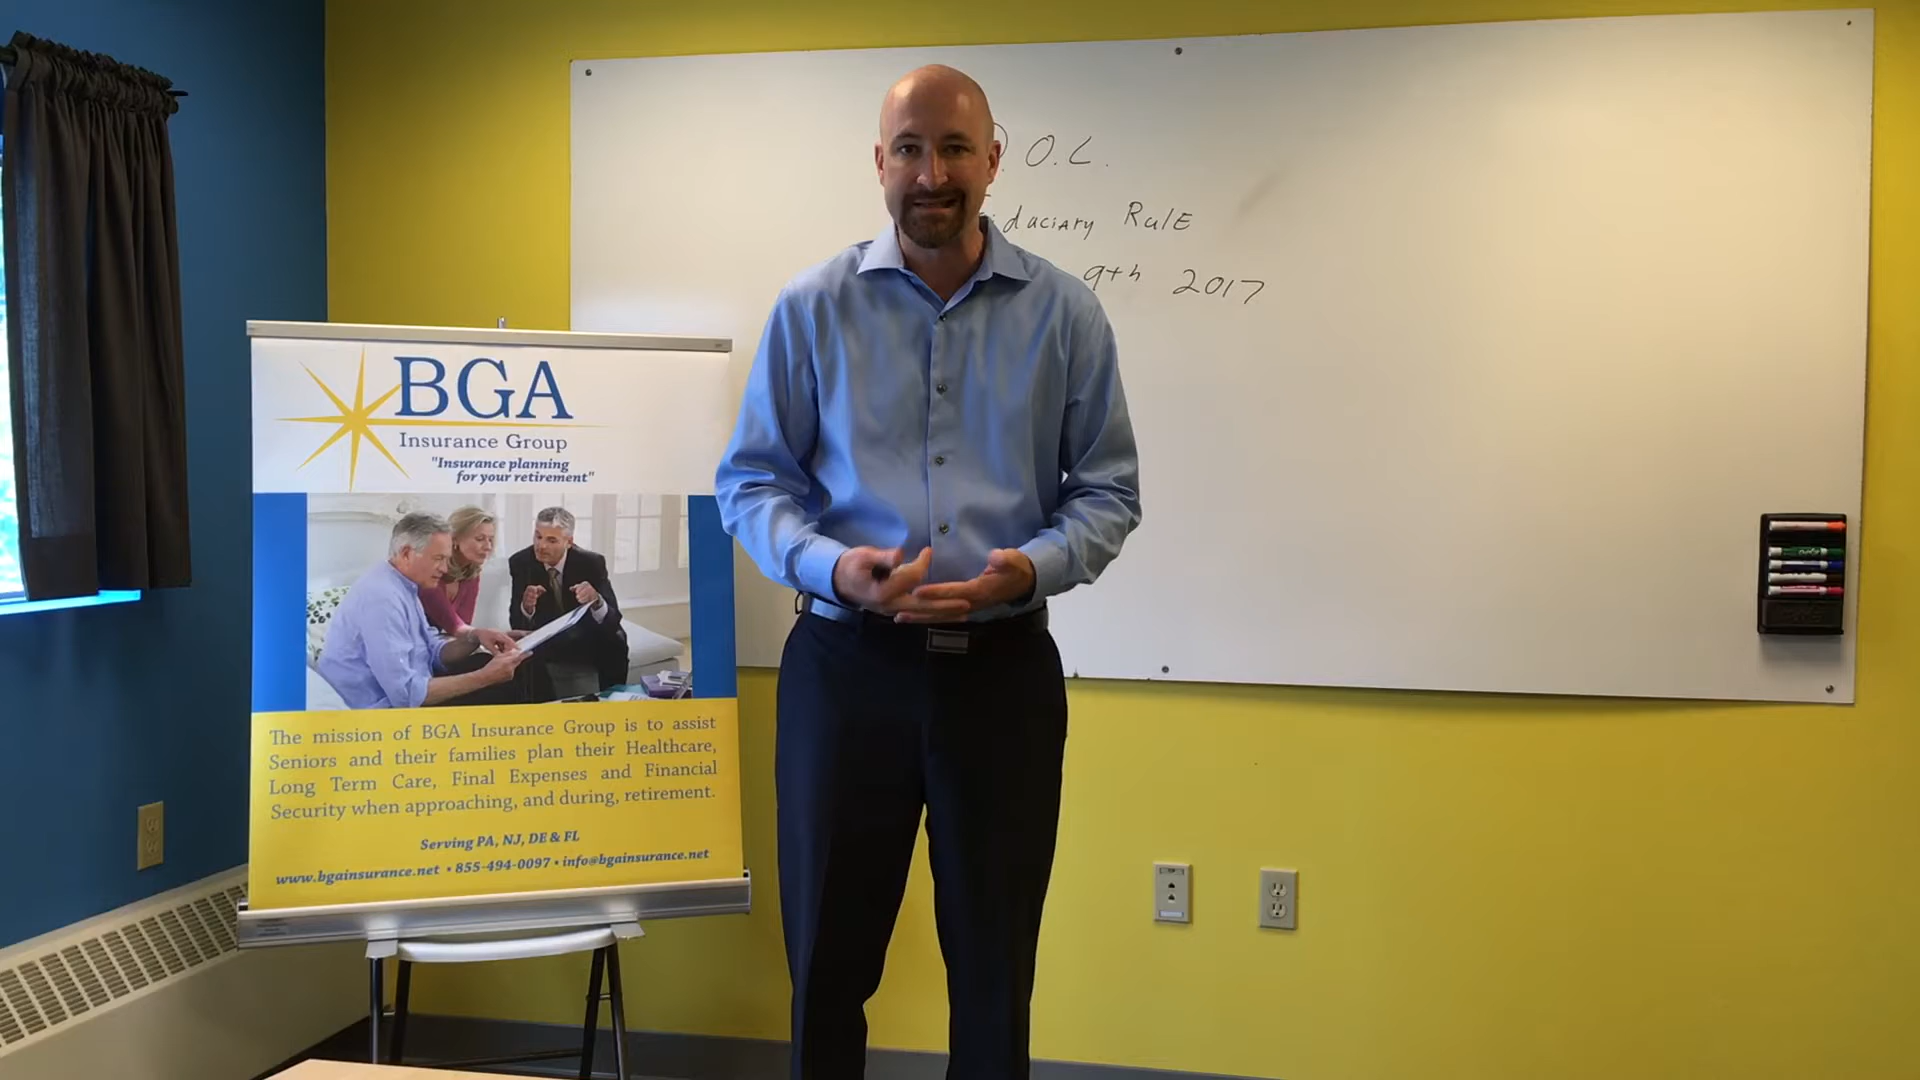 O.L.
iduciary Rule
9th 2017
BGA
Insurance Group
"Insurance planning
for your retirement"
The mission of BGA Insurance Group is to assist
Seniors and their families plan their Healthcare,
Long Term Care, Final Expenses and Financial
Security when approaching, and during, retirement.
Serving PA, NJ, DE & FL
www.bgainsurance.net • 855-494-0097 • info@bgainsurance.net